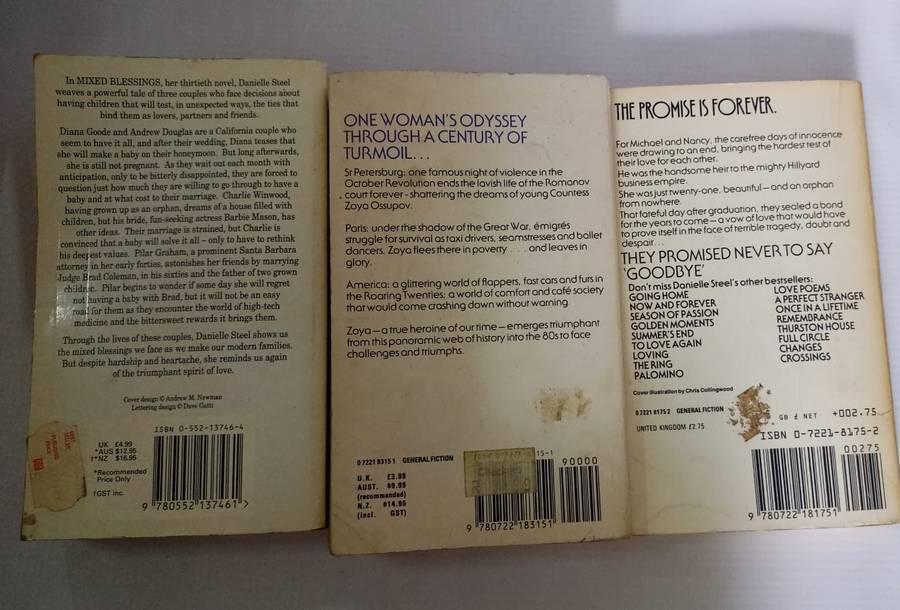 In MIXED BLESSINGS, her thirtieth novel, Danielle Steel
weaves a powerful tale of three couples who face decisions about
having children that will test, in unexpected ways, the ties that
bind them as lovers, partners and friends.
Diana Goode and Andrew Douglas are a California couple who
seem to have it all, and after their wedding, Diana teases that
she will make a baby on their honeymoon. But long afterwards,
she is still not pregnant. As they wait out each month with
anticipation, only to be bitterly disappointed, they are forced to
question just how much they are willing to go through to have a
baby and at what cost to their marriage. Charlie Winwood,
having grown up as an orphan, dreams of a house filled with
children, but his bride, fun-seeking actress Barbie Mason, has
other ideas. Their marriage is strained, but Charlie is
convinced that a baby will solve it all – only to have to rethink
his deepest values. Pilar Graham, a prominent Santa Barbara
attorney in her early forties, astonishes her friends by marrying
Judge Brad Coleman, in his sixties and the father of two grown
children. Pilar begins to wonder if some day she will regret
not having a baby with Brad, but it will not be an easy
road for them as they encounter the world of high-tech
medicine and the bittersweet rewards it brings them.
Through the lives of these couples, Danielle Steel shows us
the mixed blessings we face as we make our modern families.
But despite hardship and heartache, she reminds us again
of the triumphant spirit of love.
Cover design © Andrew M. Newman
Lettering design © Dave Gatti
UK £4.99
*AUS $12.95
†*NZ $16.95
*Recommended
Price Only
†GST inc.
ISBN 0-552-13746-4
9 780552 137461 >
ONE WOMAN'S ODYSSEY
THROUGH A CENTURY OF
TURMOIL...
St Petersburg: one famous night of violence in the
October Revolution ends the lavish life of the Romanov
court forever - shattering the dreams of young Countess
Zoya Ossupov.
Paris: under the shadow of the Great War, émigrés
struggle for survival as taxi drivers, seamstresses and ballet
dancers. Zoya flees there in poverty . . . and leaves in
glory.
America: a glittering world of flappers, fast cars and furs in
the Roaring Twenties; a world of comfort and café society
that would come crashing down without warning.
Zoya – a true heroine of our time – emerges triumphant
from this panoramic web of history into the 80s to face
challenges and triumphs.
0 7221 8315 1 GENERAL FICTION
U.K. £3.99
AUST. $9.99
(recommended)
N.Z. $14.95
(incl. GST)
15-1
90000
9 780722 183151
THE PROMISE IS FOREVER.
For Michael and Nancy, the carefree days of innocence
were drawing to an end, bringing the hardest test of
their love for each other.
He was the handsome heir to the mighty Hillyard
business empire.
She was just twenty-one, beautiful – and an orphan
from nowhere.
That fateful day after graduation, they sealed a bond
for the years to come – a vow of love that would have
to prove itself in the face of terrible tragedy, doubt and
despair...
THEY PROMISED NEVER TO SAY
'GOODBYE'
Don't miss Danielle Steel's other bestsellers:
GOING HOME
NOW AND FOREVER
SEASON OF PASSION
GOLDEN MOMENTS
SUMMER'S END
TO LOVE AGAIN
LOVING
THE RING
PALOMINO
LOVE POEMS
A PERFECT STRANGER
ONCE IN A LIFETIME
REMEMBRANCE
THURSTON HOUSE
FULL CIRCLE
CHANGES
CROSSINGS
Cover illustration by Chris Collingwood
0 7221 8175 2 GENERAL FICTION
UNITED KINGDOM £2.75
GB £ NET +002.75
ISBN 0-7221-8175-2
00275
9 780722 181751